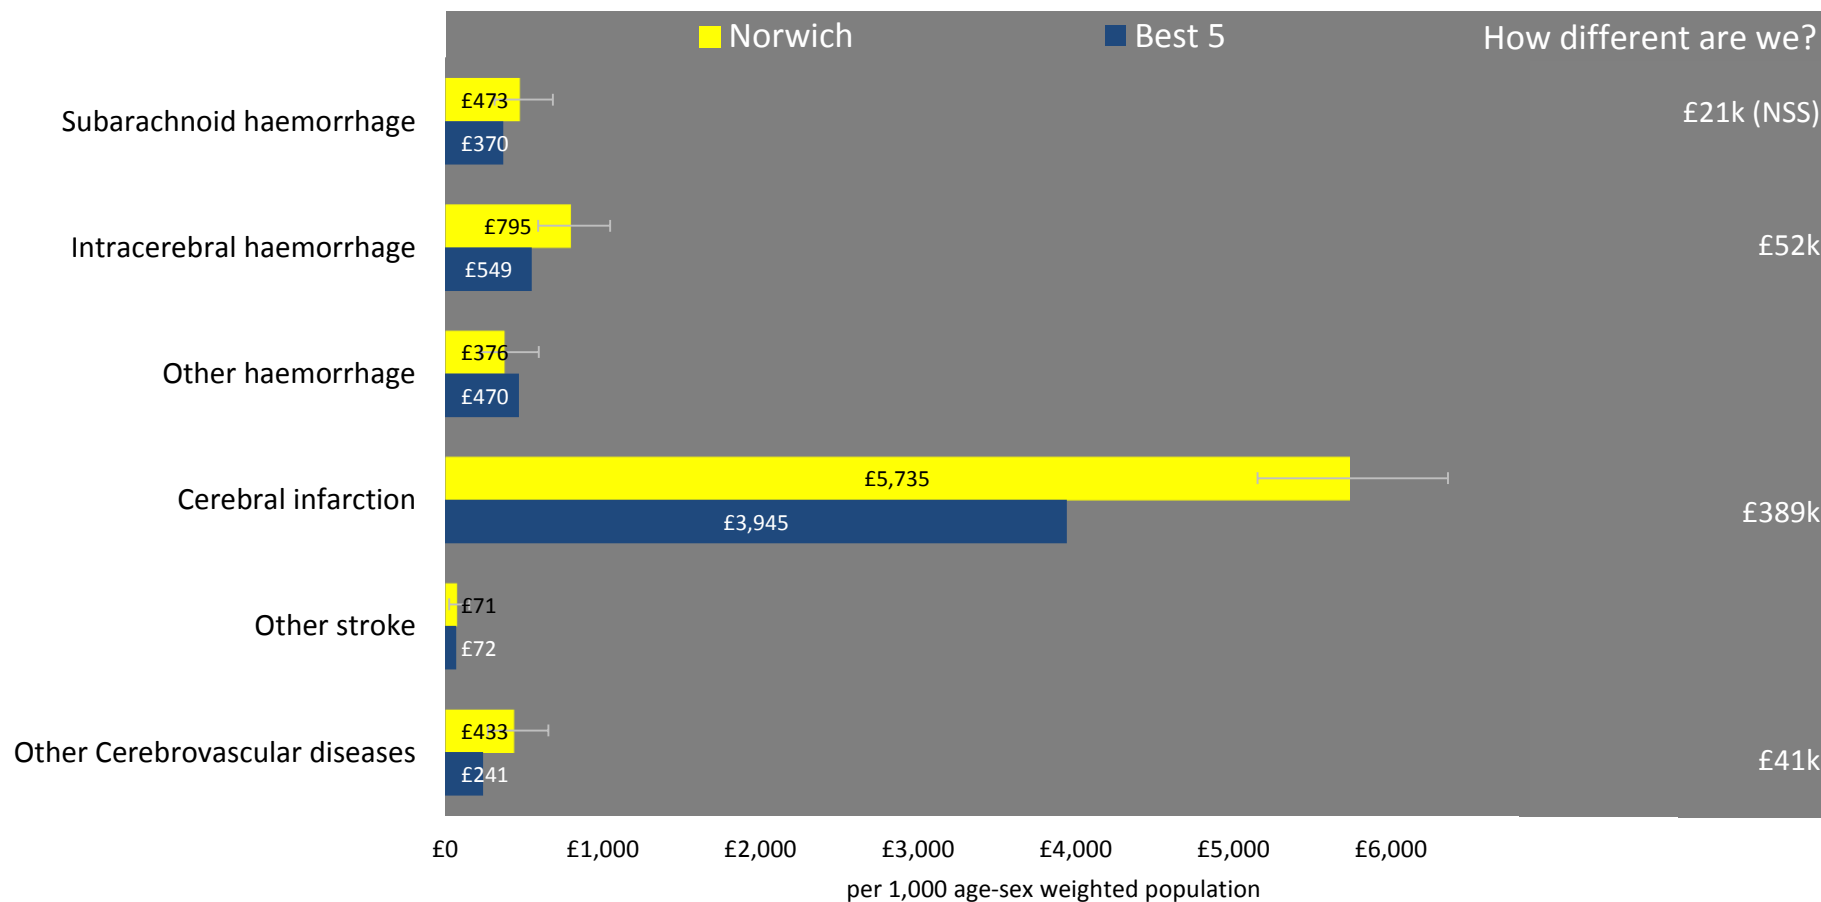 Norwich Best 5 How different are we?
Subarachnoid haemorrhage £473 £370 £21k (NSS)
Intracerebral haemorrhage £795 £549 £52k
Other haemorrhage £376 £470
Cerebral infarction £5,735 £3,945 £389k
Other stroke £71 £72
Other Cerebrovascular diseases £433 £241 £41k
£0 £1,000 £2,000 £3,000 £4,000 £5,000 £6,000
per 1,000 age-sex weighted population